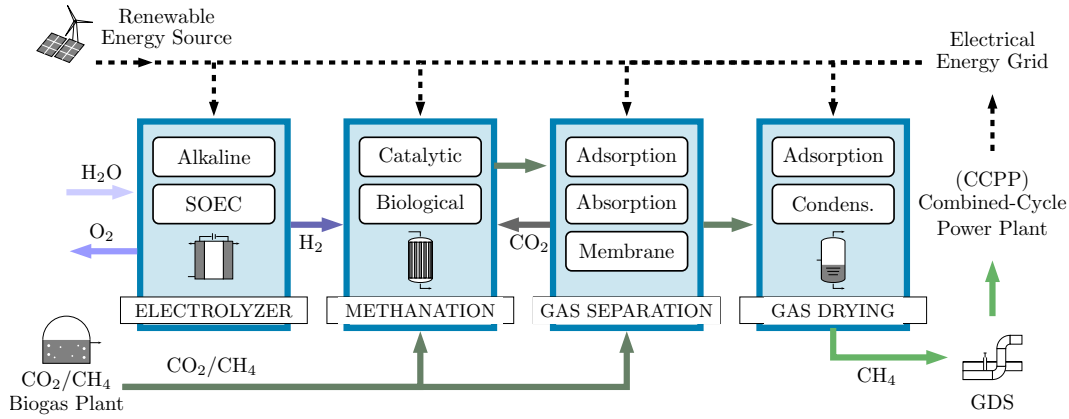 Renewable
Energy Source
Electrical
Energy Grid
Alkaline
SOEC
Catalytic
Biological
Adsorption
Absorption
Membrane
Adsorption
Condens.
H₂O
O₂
H₂
CO₂
(CCPP)
Combined-Cycle
Power Plant
ELECTROLYZER
METHANATION
GAS SEPARATION
GAS DRYING
CO₂/CH₄
Biogas Plant
CO₂/CH₄
CH₄
GDS